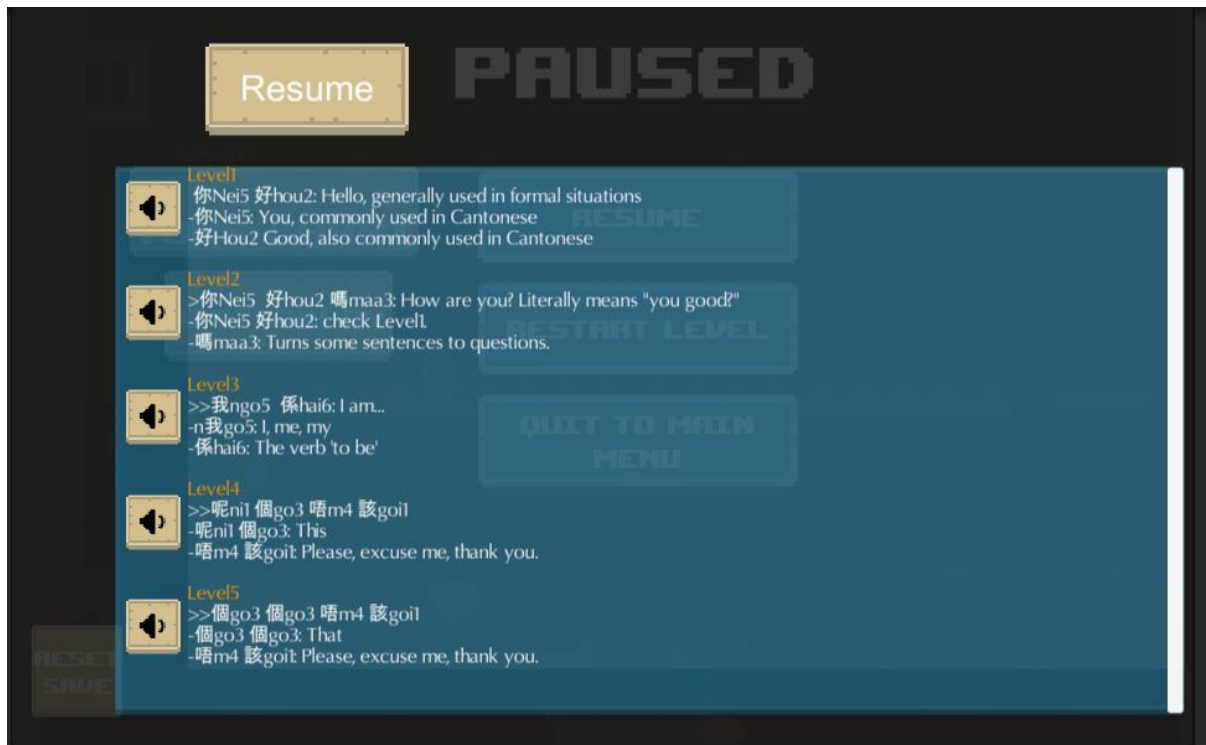 PAUSED
Resume
Level1
你Nei5 好hou2: Hello, generally used in formal situations
-你Nei5: You, commonly used in Cantonese
-好Hou2 Good, also commonly used in Cantonese
RESUME
Level2
>你Nei5 好hou2 嗎maa3: How are you? Literally means "you good?"
-你Nei5 好hou2: check Level1.
-嗎maa3: Turns some sentences to questions.
RESTART LEVEL
Level3
>>我ngo5 係hai6: I am...
-n我go5: I, me, my
-係hai6: The verb 'to be'
QUIT TO MAIN
MENU
Level4
>>呢ni1 個go3 唔m4 該goi1
-呢ni1 個go3: This
-唔m4 該goi1: Please, excuse me, thank you.
Level5
>>個go3 個go3 唔m4 該goi1
-個go3 個go3: That
-唔m4 該goi1: Please, excuse me, thank you.
RESET
SAVE